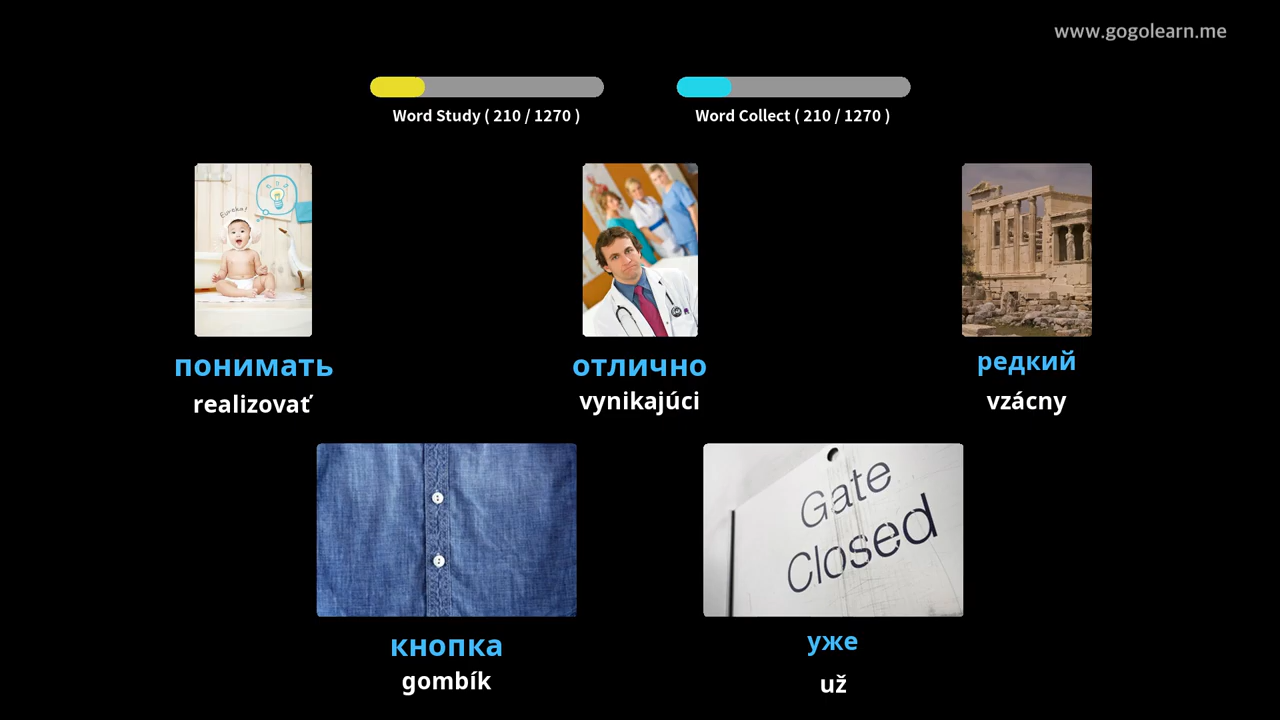 www.gogolearn.me
Word Study ( 210 / 1270 )
Word Collect ( 210 / 1270 )
Eureka!
понимать
realizovať
отлично
vynikajúci
редкий
vzácny
Gate
Closed
кнопка
gombík
уже
už